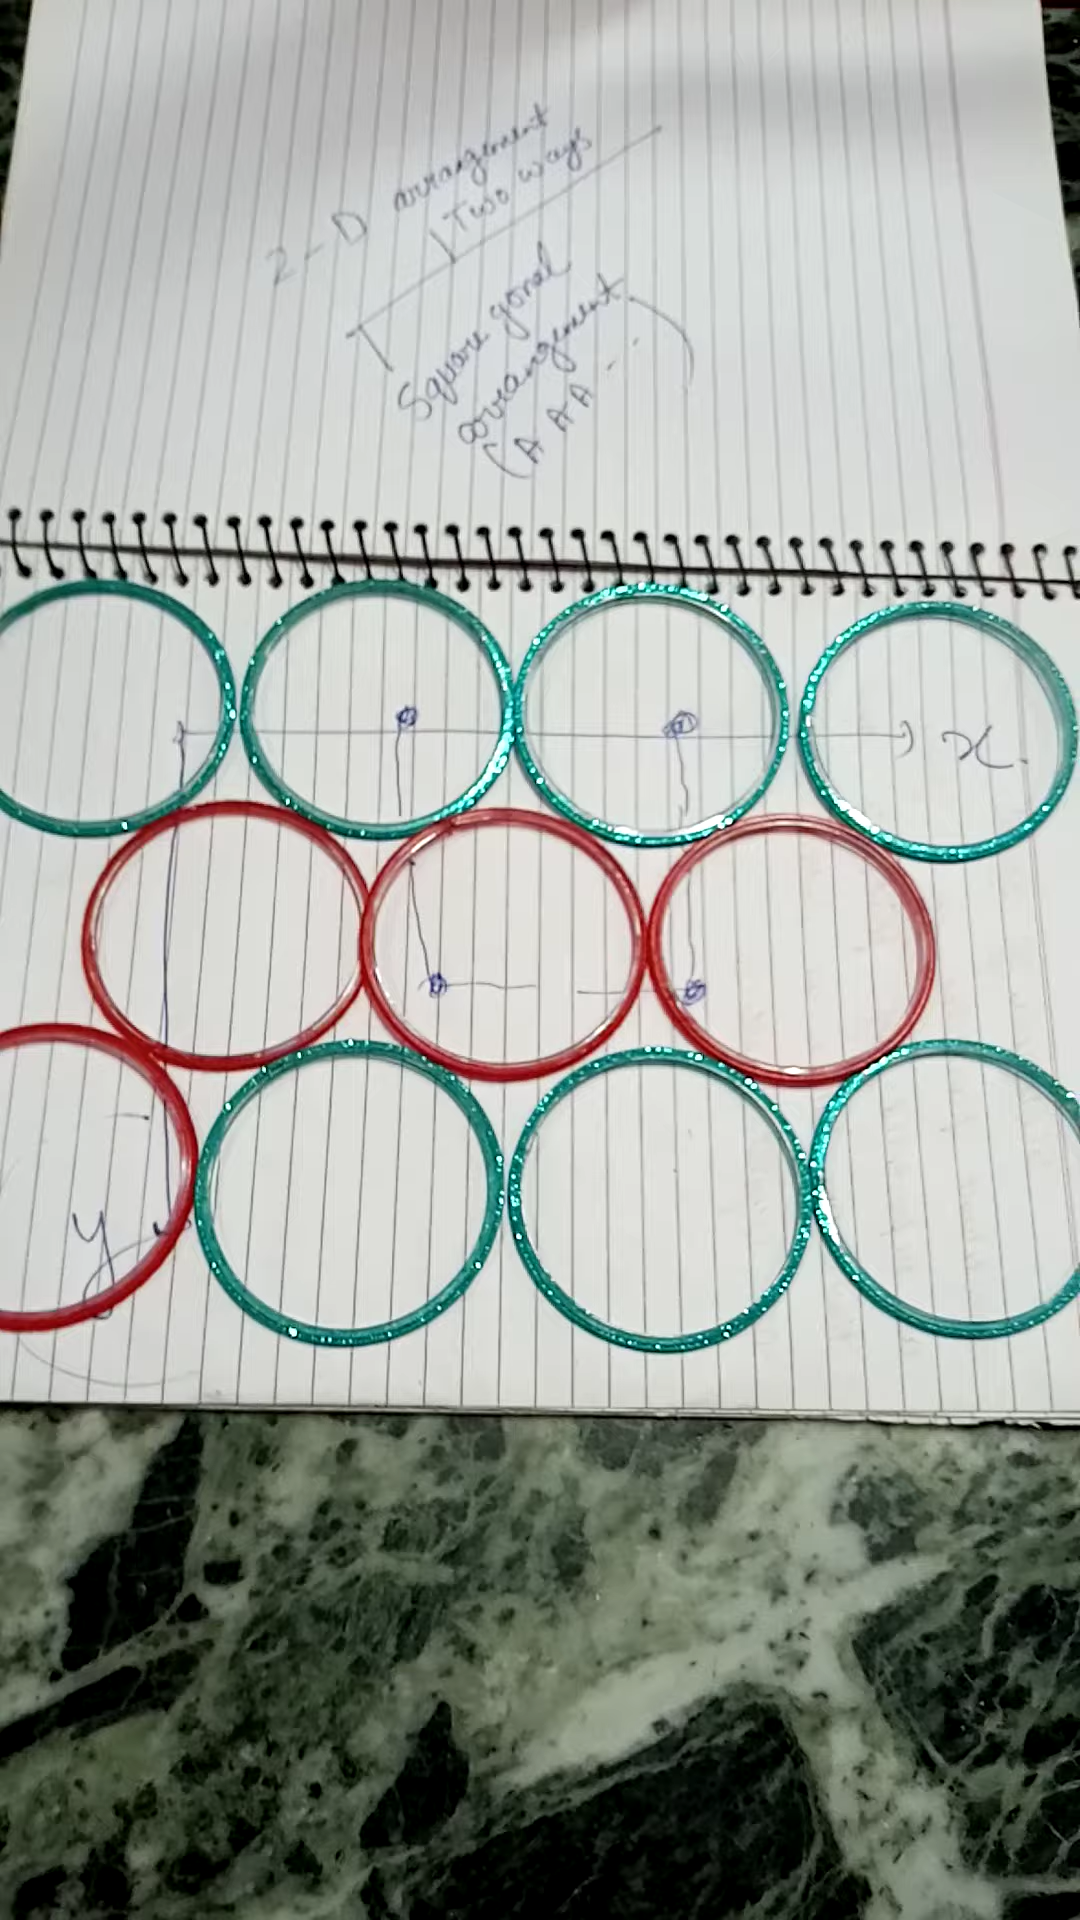 2-D arrangement
Two ways
Square gonal
arrangement
(A A A ...)
x
y